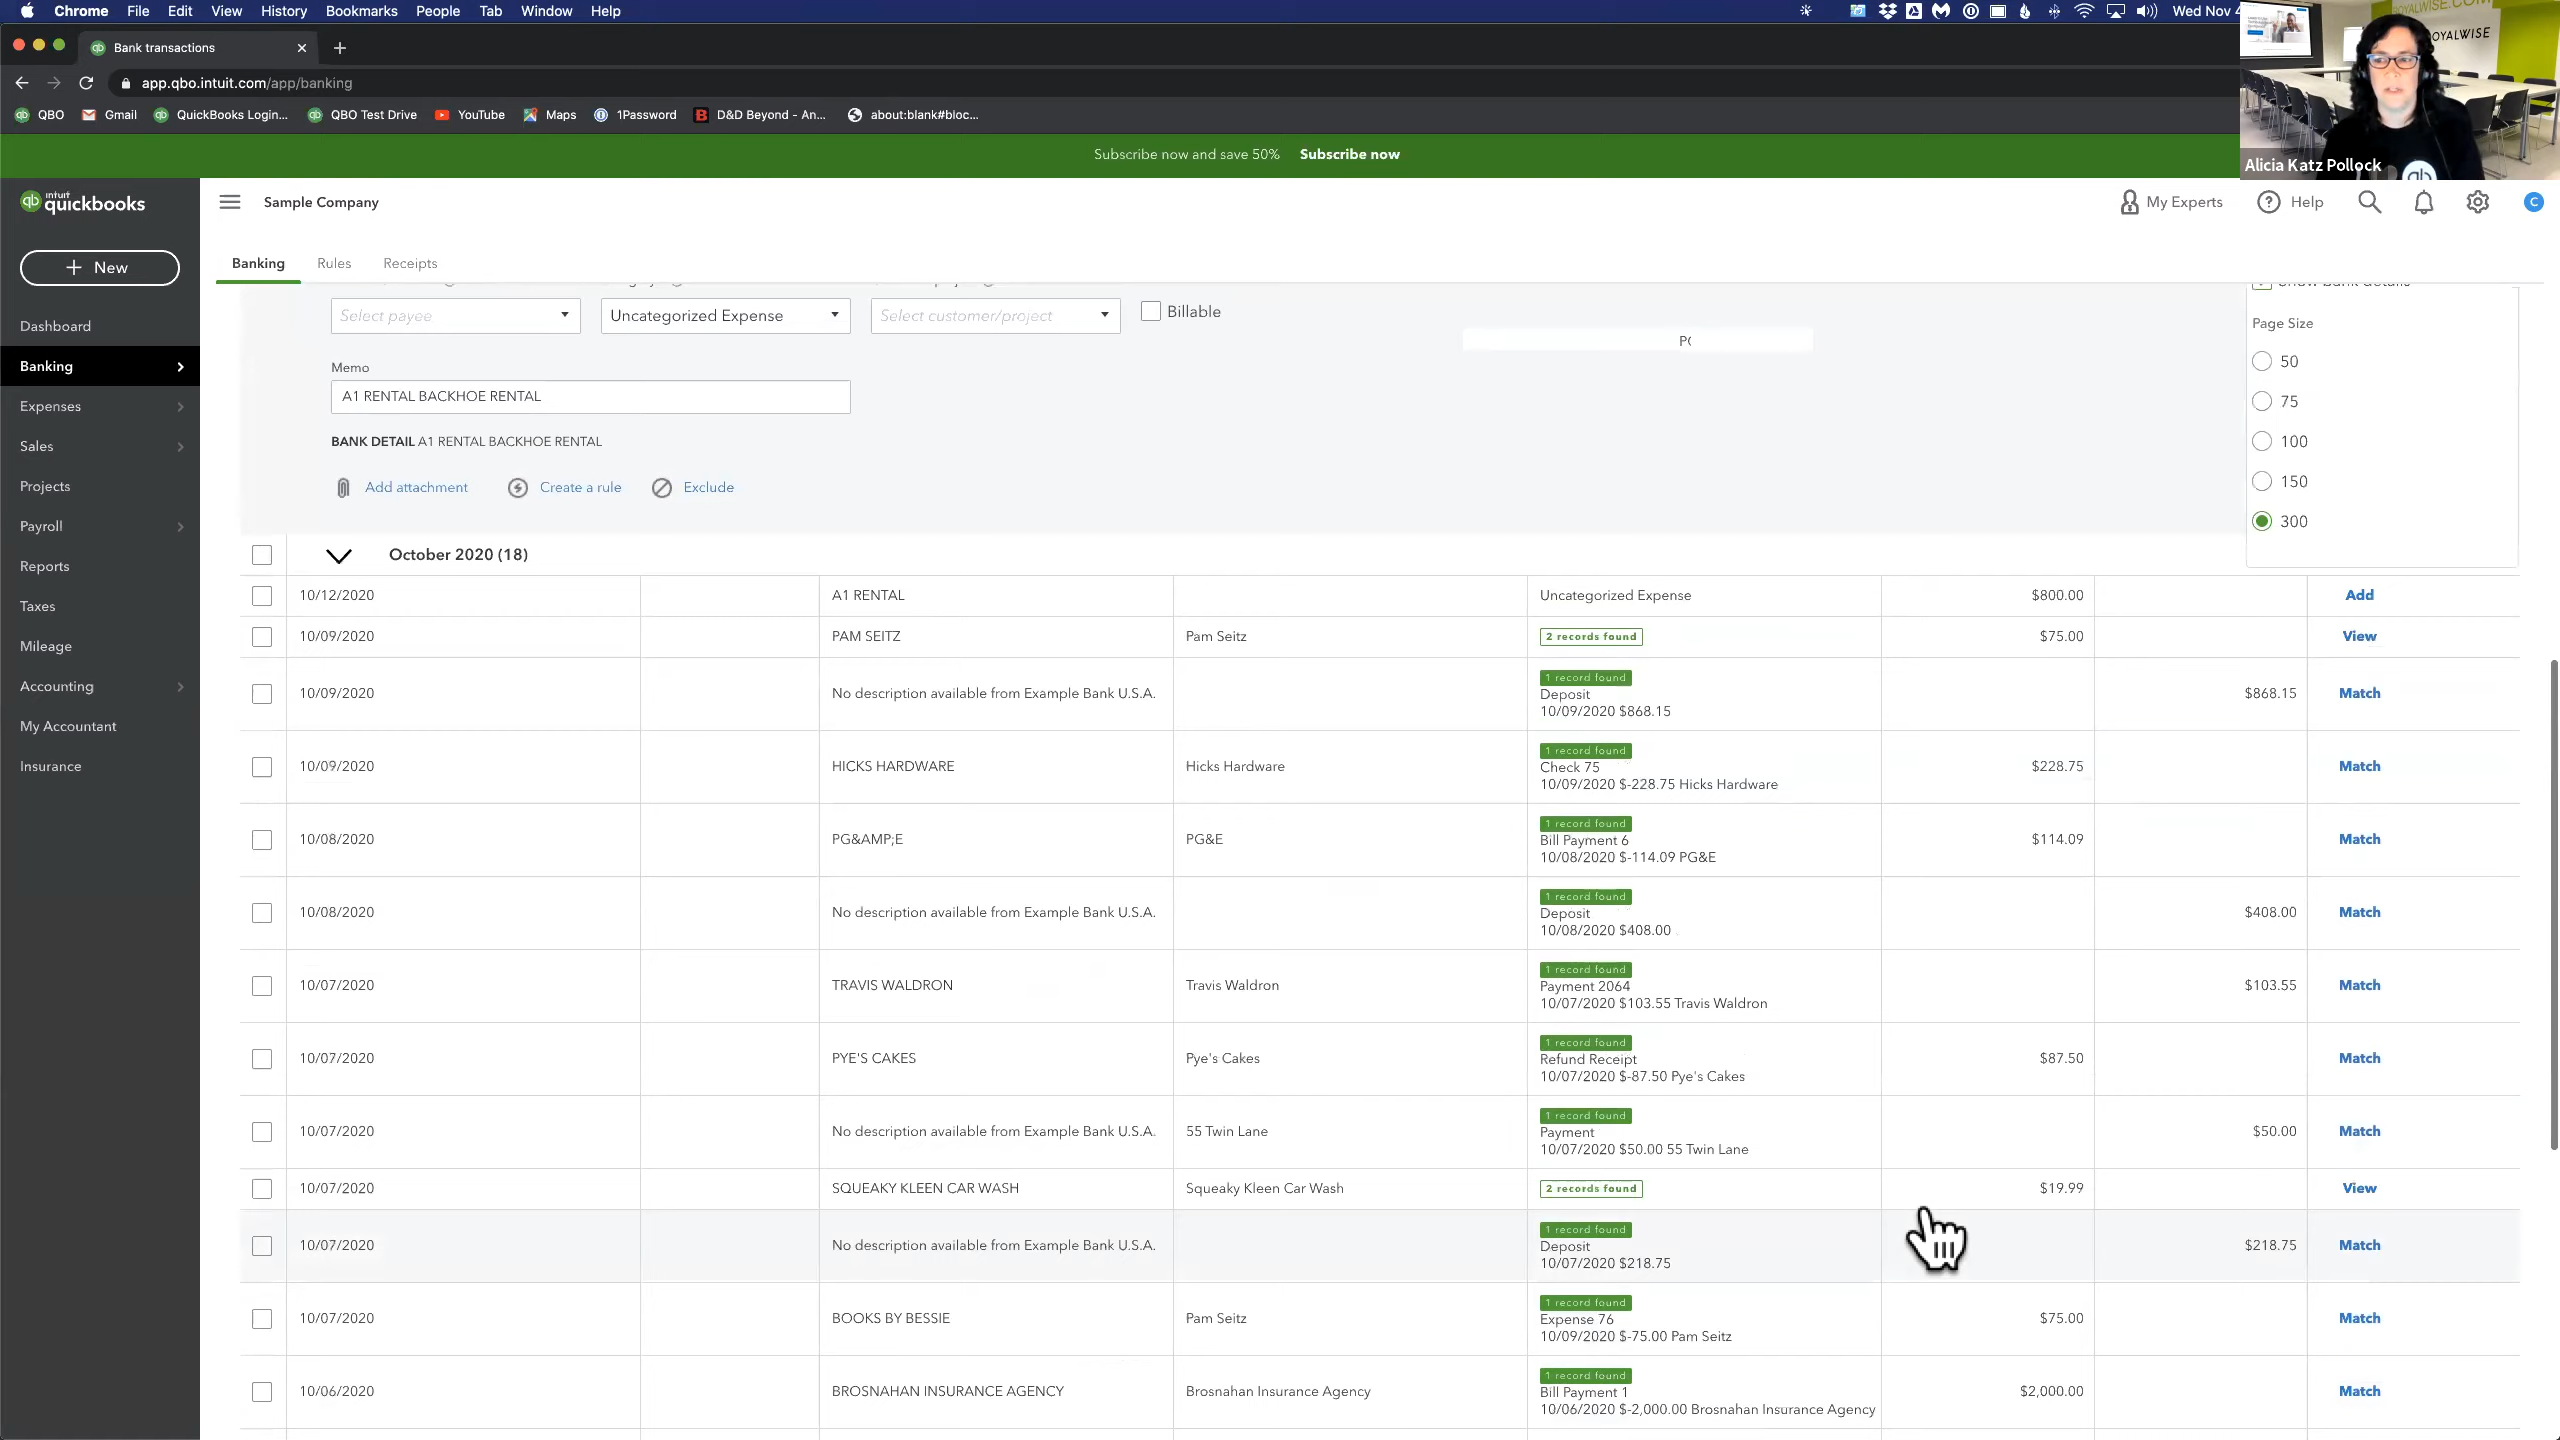 Chrome File Edit View History Bookmarks People Tab Window Help
Wed Nov 4
Bank transactions
app.qbo.intuit.com/app/banking
QBO Gmail QuickBooks Login... QBO Test Drive YouTube Maps 1Password D&D Beyond - An... about:blank#bloc...
ROYALWISE
Alicia Katz Pollock
Subscribe now and save 50% Subscribe now
intuit quickbooks
Sample Company
My Experts Help C
+ New
Banking Rules Receipts
Dashboard
Banking
Expenses
Sales
Projects
Payroll
Reports
Taxes
Mileage
Accounting
My Accountant
Insurance
Select payee Uncategorized Expense Select customer/project Billable
Memo
A1 RENTAL BACKHOE RENTAL
BANK DETAIL A1 RENTAL BACKHOE RENTAL
Add attachment Create a rule Exclude
Page Size
50
75
100
150
300
October 2020 (18)
10/12/2020 A1 RENTAL Uncategorized Expense $800.00 Add
10/09/2020 PAM SEITZ Pam Seitz 2 records found $75.00 View
10/09/2020 No description available from Example Bank U.S.A. 1 record found $868.15 Match
Deposit
10/09/2020 $868.15
10/09/2020 HICKS HARDWARE Hicks Hardware 1 record found $228.75 Match
Check 75
10/09/2020 $-228.75 Hicks Hardware
10/08/2020 PG&AMP;E PG&E 1 record found $114.09 Match
Bill Payment 6
10/08/2020 $-114.09 PG&E
10/08/2020 No description available from Example Bank U.S.A. 1 record found $408.00 Match
Deposit
10/08/2020 $408.00
10/07/2020 TRAVIS WALDRON Travis Waldron 1 record found $103.55 Match
Payment 2064
10/07/2020 $103.55 Travis Waldron
10/07/2020 PYE'S CAKES Pye's Cakes 1 record found $87.50 Match
Refund Receipt
10/07/2020 $-87.50 Pye's Cakes
10/07/2020 No description available from Example Bank U.S.A. 55 Twin Lane 1 record found $50.00 Match
Payment
10/07/2020 $50.00 55 Twin Lane
10/07/2020 SQUEAKY KLEEN CAR WASH Squeaky Kleen Car Wash 2 records found $19.99 View
10/07/2020 No description available from Example Bank U.S.A. 1 record found $218.75 Match
Deposit
10/07/2020 $218.75
10/07/2020 BOOKS BY BESSIE Pam Seitz 1 record found $75.00 Match
Expense 76
10/09/2020 $-75.00 Pam Seitz
10/06/2020 BROSNAHAN INSURANCE AGENCY Brosnahan Insurance Agency 1 record found $2,000.00 Match
Bill Payment 1
10/06/2020 $-2,000.00 Brosnahan Insurance Agency